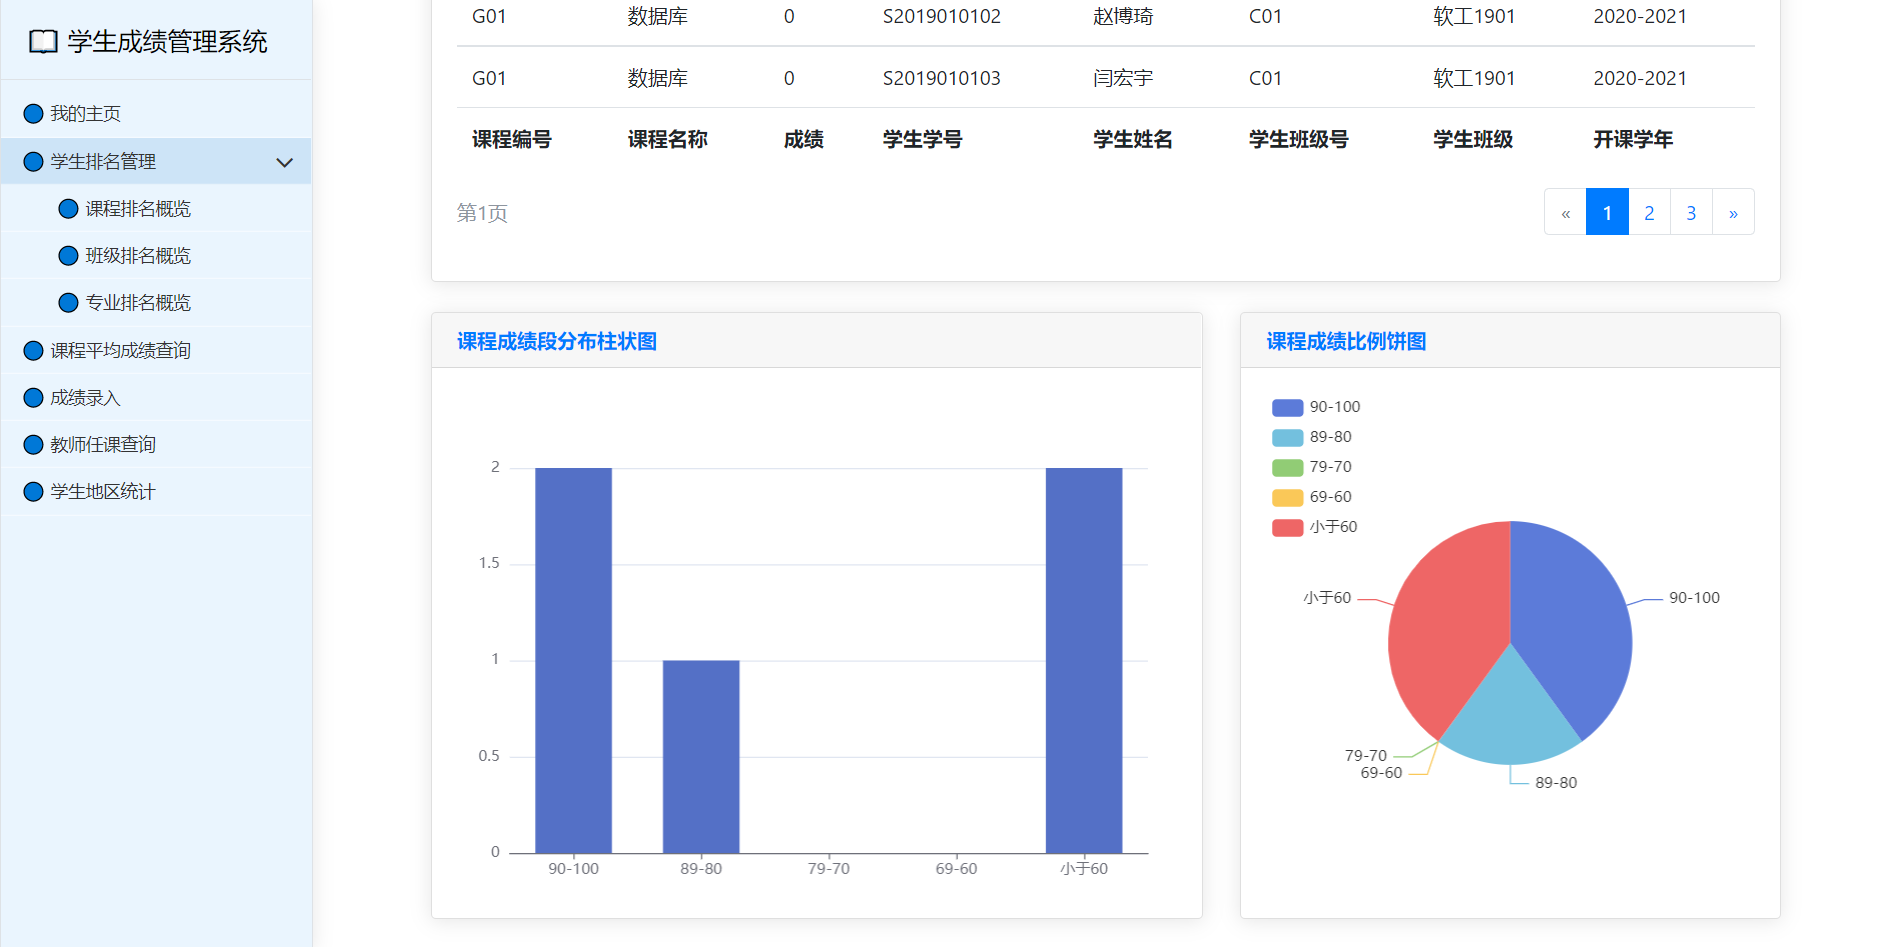 学生成绩管理系统
我的主页
学生排名管理
课程排名概览
班级排名概览
专业排名概览
课程平均成绩查询
成绩录入
教师任课查询
学生地区统计
G01 数据库 0 S2019010102 赵博琦 C01 软工1901 2020-2021
G01 数据库 0 S2019010103 闫宏宇 C01 软工1901 2020-2021
课程编号 课程名称 成绩 学生学号 学生姓名 学生班级号 学生班级 开课学年
第1页 « 1 2 3 »
课程成绩段分布柱状图
2
1.5
1
0.5
0
90-100 89-80 79-70 69-60 小于60
课程成绩比例饼图
90-100
89-80
79-70
69-60
小于60
小于60 90-100
79-70
69-60
89-80